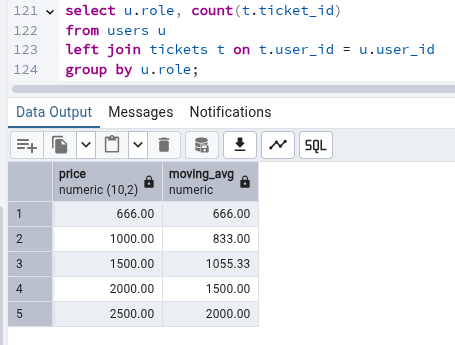 121 select u.role, count(t.ticket_id)
122 from users u
123 left join tickets t on t.user_id = u.user_id
124 group by u.role;
Data Output Messages Notifications
SQL
price moving_avg
numeric (10,2) numeric
1 666.00 666.00
2 1000.00 833.00
3 1500.00 1055.33
4 2000.00 1500.00
5 2500.00 2000.00